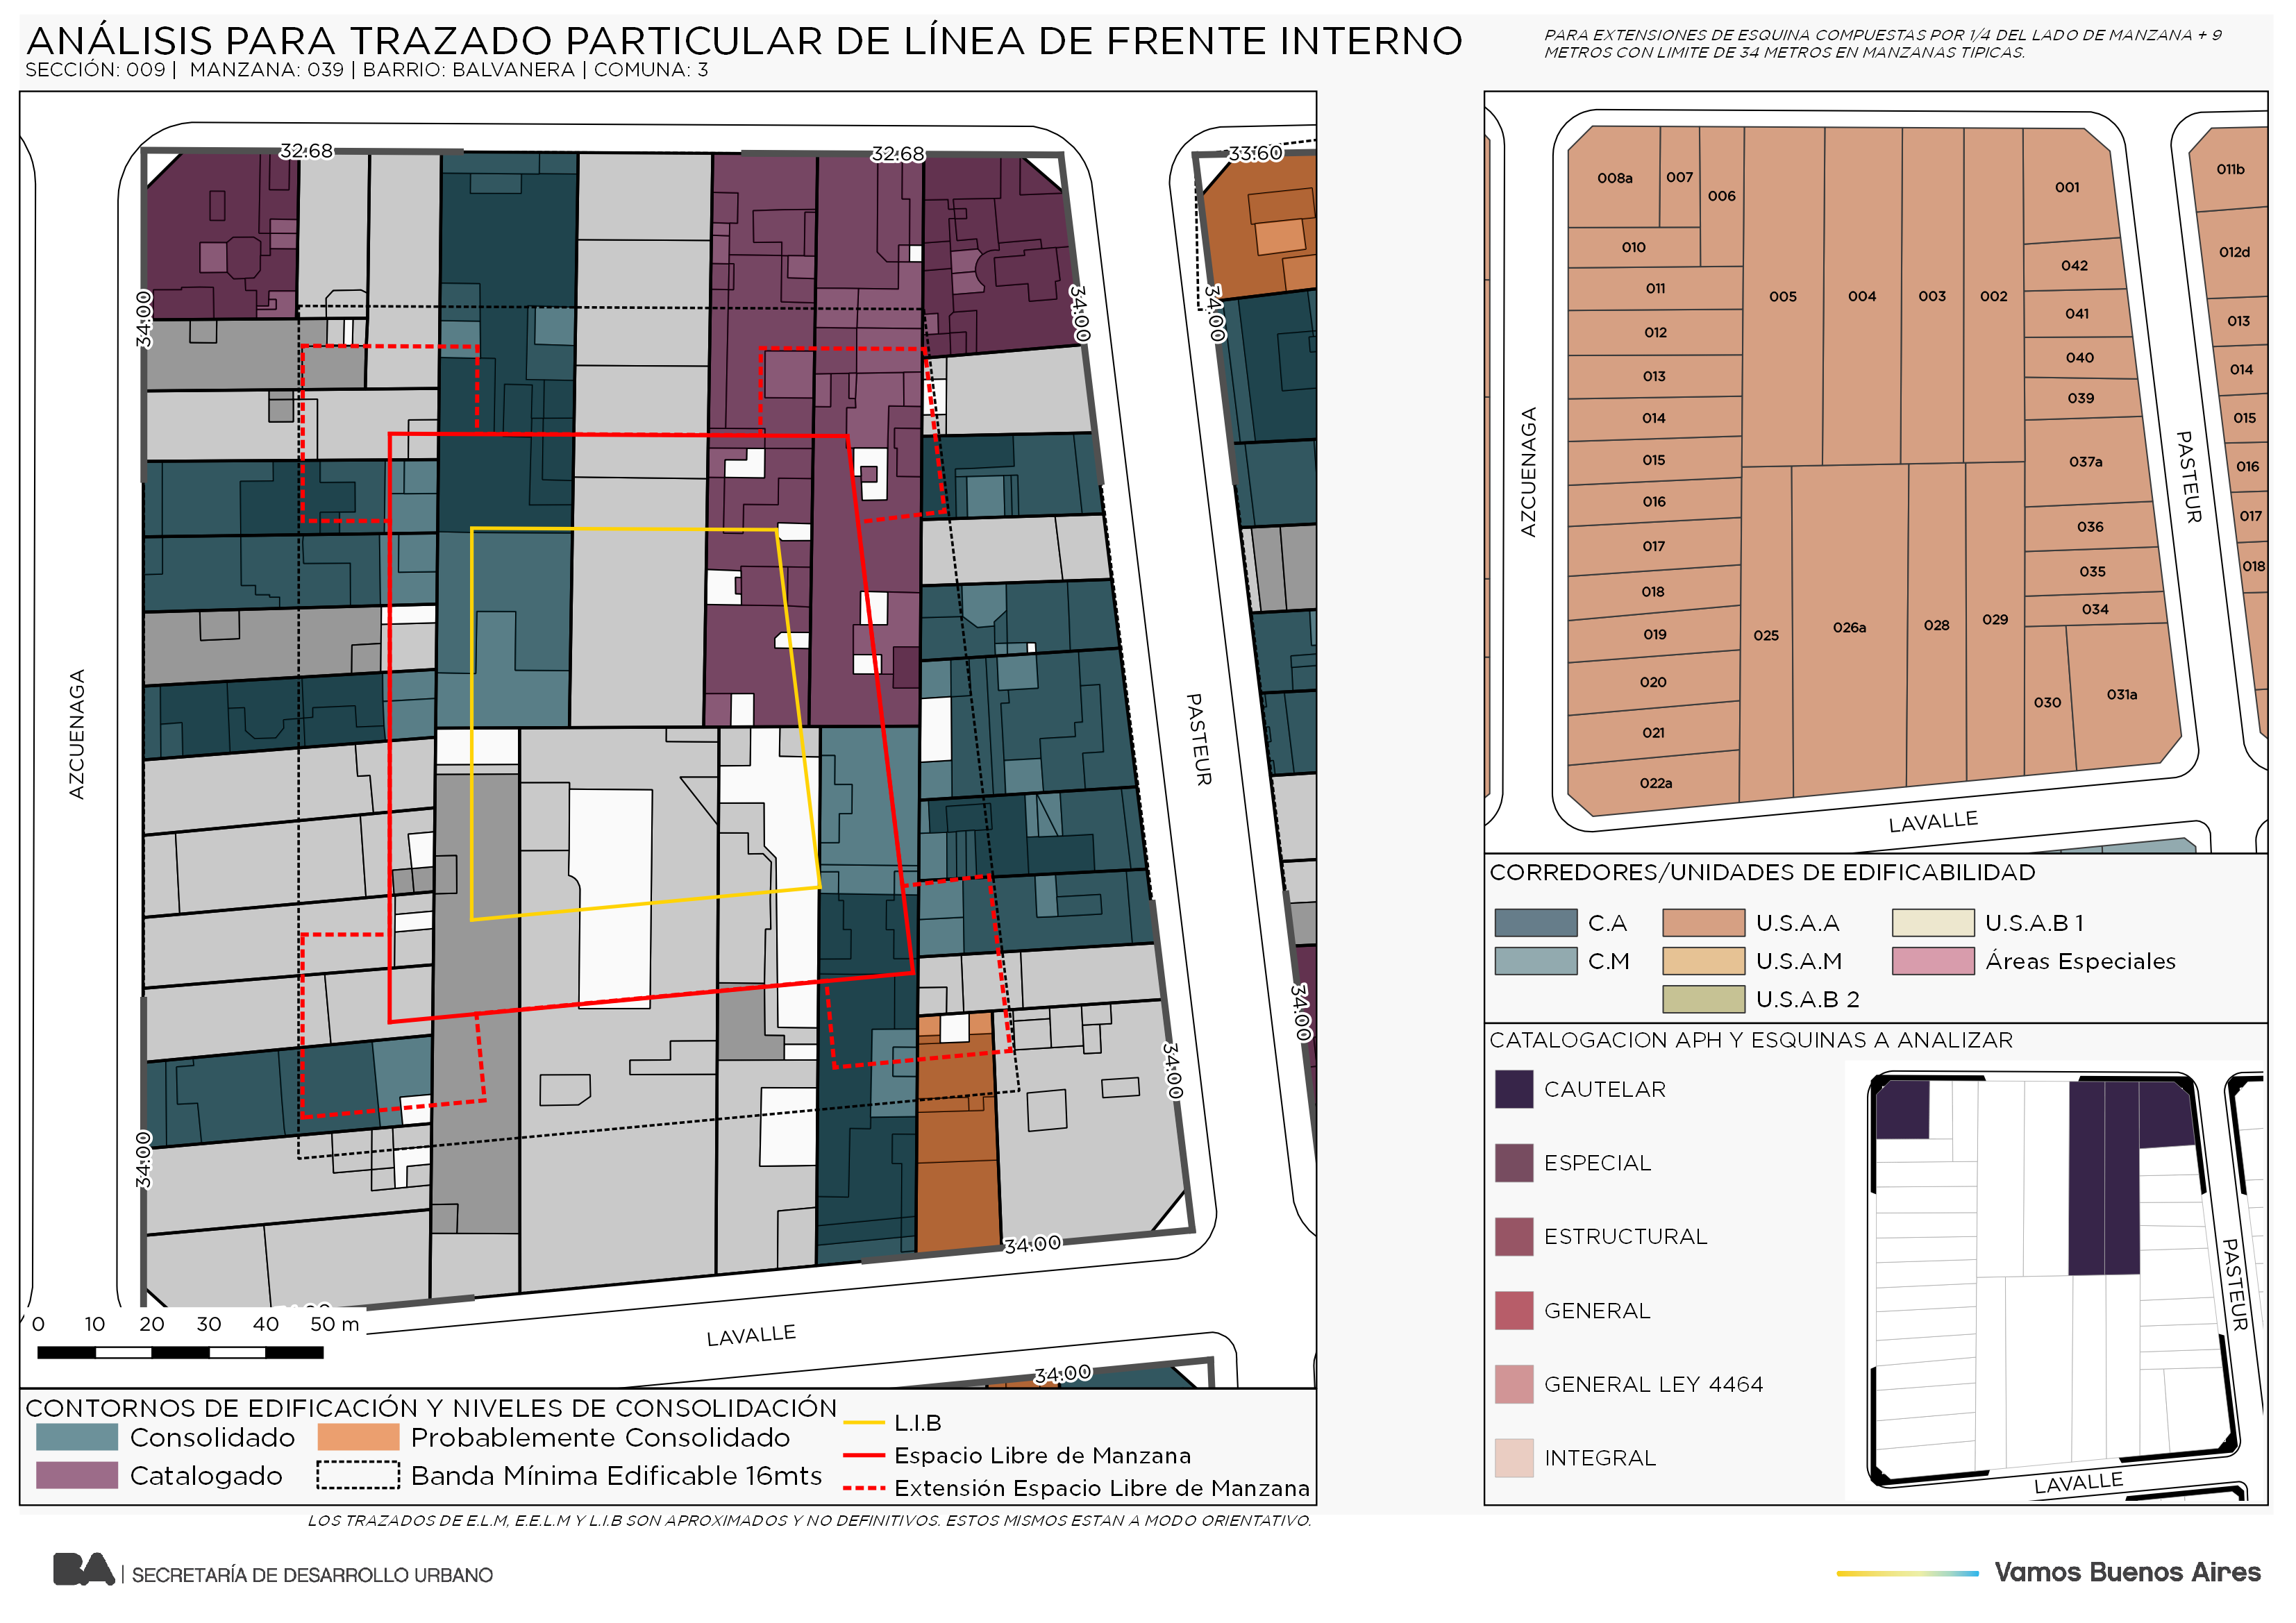 ANÁLISIS PARA TRAZADO PARTICULAR DE LÍNEA DE FRENTE INTERNO
SECCIÓN: 009 | MANZANA: 039 | BARRIO: BALVANERA | COMUNA: 3
PARA EXTENSIONES DE ESQUINA COMPUESTAS POR 1/4 DEL LADO DE MANZANA + 9
METROS CON LIMITE DE 34 METROS EN MANZANAS TIPICAS.
32.68
32.68
33.60
34.00
34.00
34.00
AZCUENAGA
PASTEUR
34.00
34.00
34.00
34.00
LAVALLE
34.00
0 10 20 30 40 50 m
CONTORNOS DE EDIFICACIÓN Y NIVELES DE CONSOLIDACIÓN
Consolidado
Probablemente Consolidado
Catalogado
Banda Mínima Edificable 16mts
L.I.B
Espacio Libre de Manzana
Extensión Espacio Libre de Manzana
LOS TRAZADOS DE E.L.M, E.E.L.M Y L.I.B SON APROXIMADOS Y NO DEFINITIVOS. ESTOS MISMOS ESTAN A MODO ORIENTATIVO.
008a
007
006
001
011b
010
042
012d
011
005
004
003
002
041
013
012
040
014
013
039
015
014
037a
016
015
017
016
036
018
017
035
018
034
019
025
026a
028
029
020
030
031a
021
022a
AZCUENAGA
PASTEUR
LAVALLE
CORREDORES/UNIDADES DE EDIFICABILIDAD
C.A
U.S.A.A
U.S.A.B 1
C.M
U.S.A.M
Áreas Especiales
U.S.A.B 2
CATALOGACION APH Y ESQUINAS A ANALIZAR
CAUTELAR
ESPECIAL
ESTRUCTURAL
GENERAL
GENERAL LEY 4464
INTEGRAL
PASTEUR
LAVALLE
BA | SECRETARÍA DE DESARROLLO URBANO
Vamos Buenos Aires